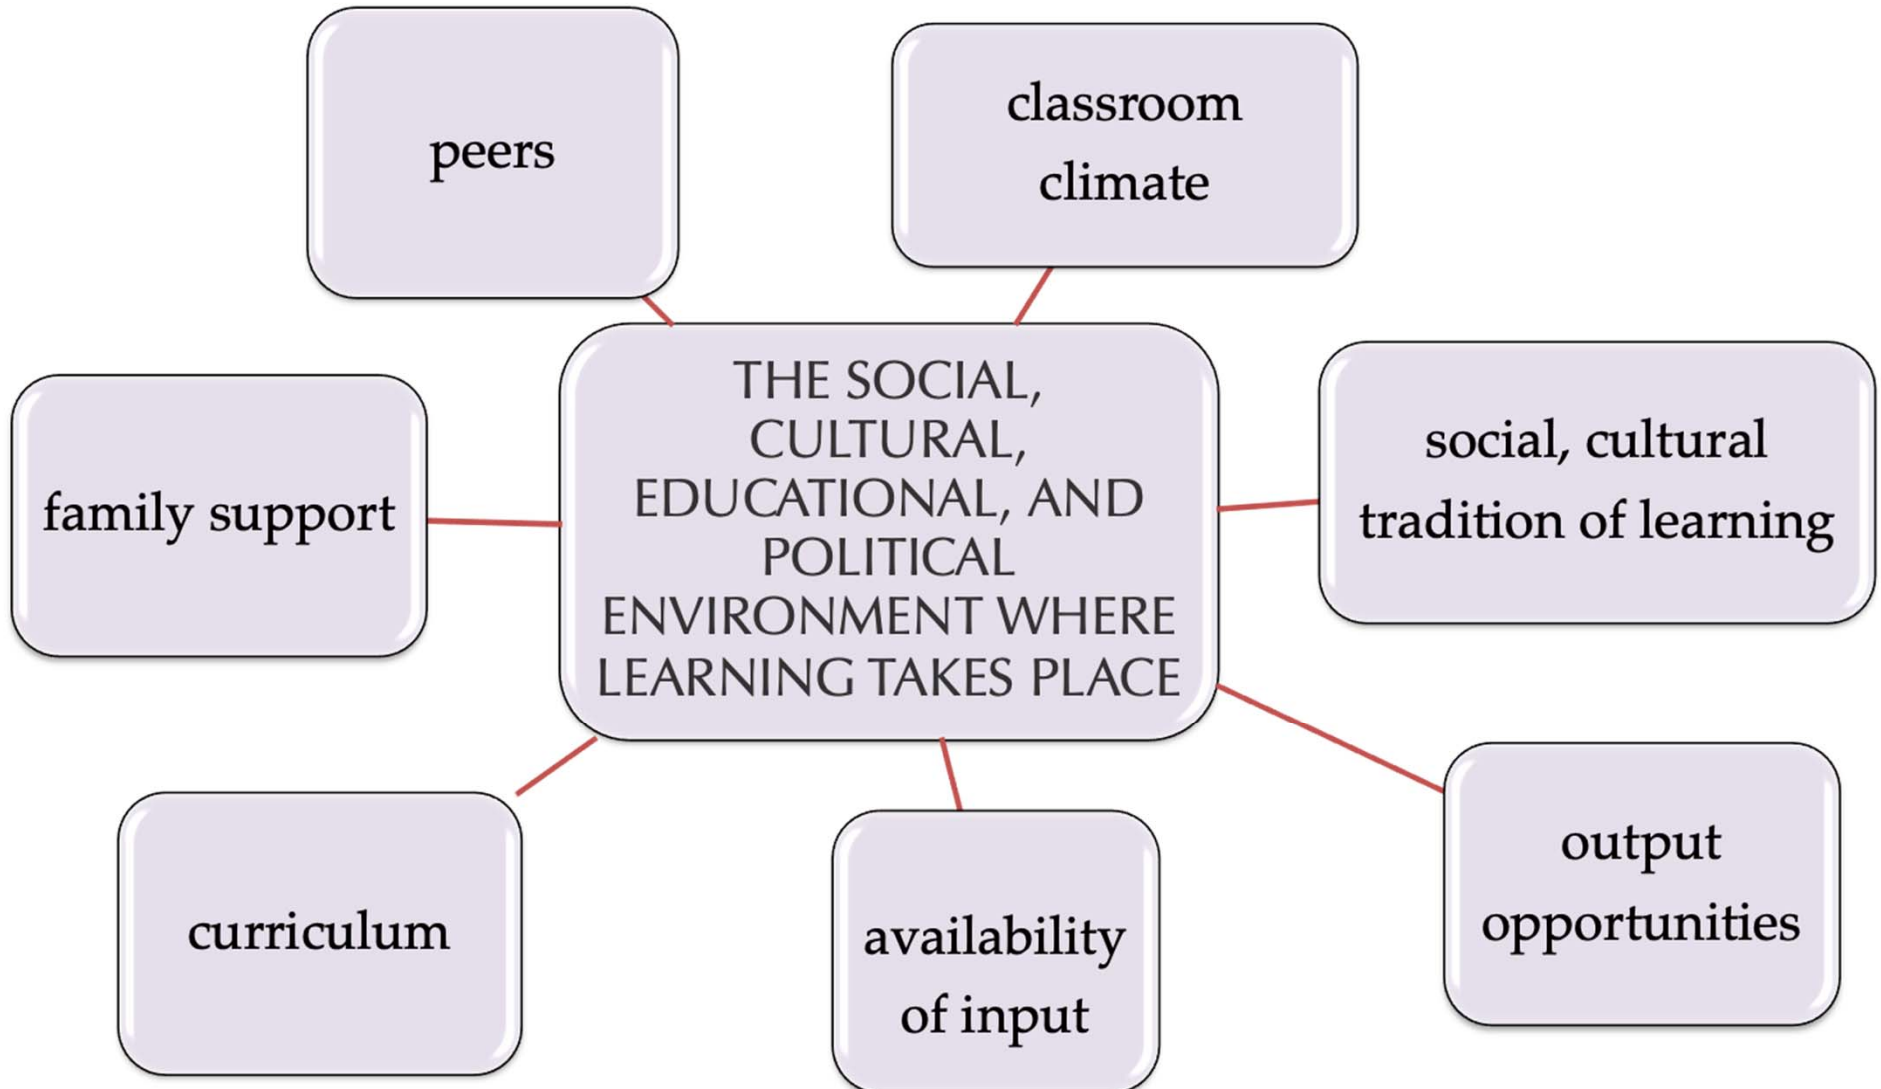 peers
classroom
climate
THE SOCIAL,
CULTURAL,
EDUCATIONAL, AND
POLITICAL
ENVIRONMENT WHERE
LEARNING TAKES PLACE
social, cultural
tradition of learning
family support
output
opportunities
curriculum
availability
of input